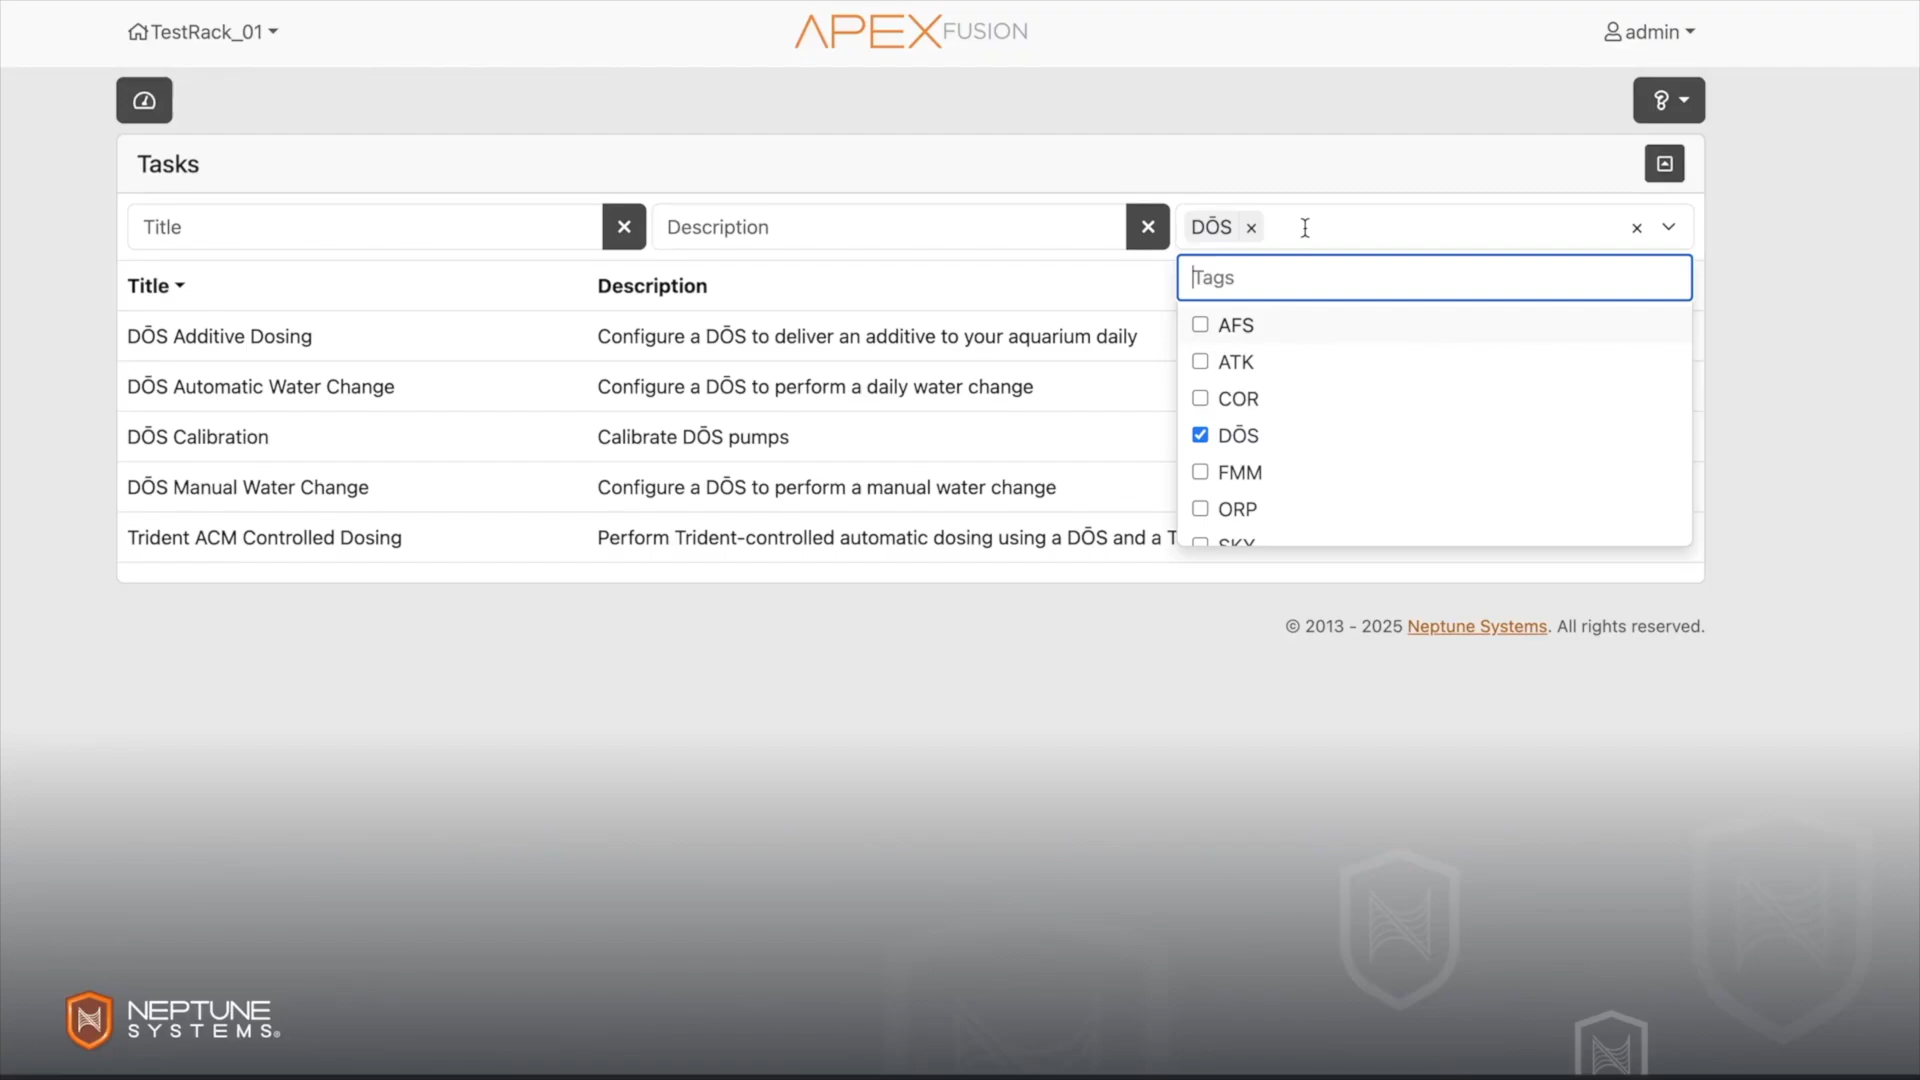 TestRack_01
APEX FUSION
admin
Tasks
Title
Description
DŌS
Tags
Title
Description
AFS
DŌS Additive Dosing
Configure a DŌS to deliver an additive to your aquarium daily
ATK
DŌS Automatic Water Change
Configure a DŌS to perform a daily water change
COR
DŌS Calibration
Calibrate DŌS pumps
DŌS
DŌS Manual Water Change
Configure a DŌS to perform a manual water change
FMM
ORP
Trident ACM Controlled Dosing
Perform Trident-controlled automatic dosing using a DŌS and a T
SKY
© 2013 - 2025 Neptune Systems. All rights reserved.
NEPTUNE
SYSTEMS®